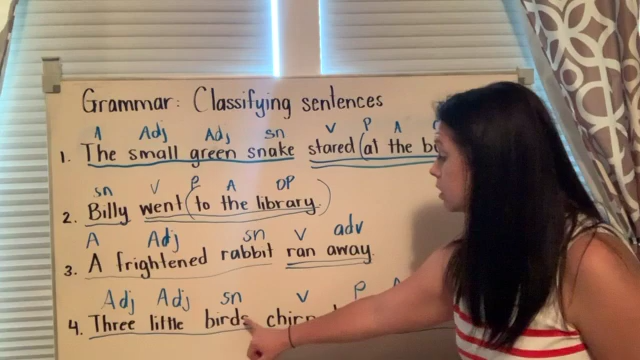 Grammar: Classifying sentences
A Adj Adj sn V P A
1. The small green snake stared (at the
sn V P A OP
2. Billy went (to the library.)
A Adj sn V adv
3. A frightened rabbit ran away.
Adj Adj sn V P
4. Three little birds